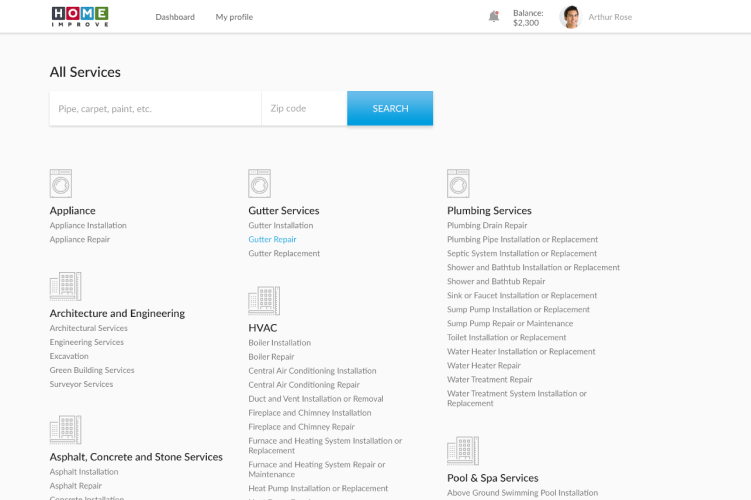 HOME
IMPROVE
Dashboard
My profile
Balance:
$2,300
Arthur Rose
All Services
Pipe, carpet, paint, etc.
Zip code
SEARCH
Appliance
Appliance Installation
Appliance Repair
Architecture and Engineering
Architectural Services
Engineering Services
Excavation
Green Building Services
Surveyor Services
Asphalt, Concrete and Stone Services
Asphalt Installation
Asphalt Repair
Concrete Installation
Gutter Services
Gutter Installation
Gutter Repair
Gutter Replacement
HVAC
Boiler Installation
Boiler Repair
Central Air Conditioning Installation
Central Air Conditioning Repair
Duct and Vent Installation or Removal
Fireplace and Chimney Installation
Fireplace and Chimney Repair
Furnace and Heating System Installation or
Replacement
Furnace and Heating System Repair or
Maintenance
Heat Pump Installation or Replacement
Plumbing Services
Plumbing Drain Repair
Plumbing Pipe Installation or Replacement
Septic System Installation or Replacement
Shower and Bathtub Installation or Replacement
Shower and Bathtub Repair
Sink or Faucet Installation or Replacement
Sump Pump Installation or Replacement
Sump Pump Repair or Maintenance
Toilet Installation or Replacement
Water Heater Installation or Replacement
Water Heater Repair
Water Treatment Repair
Water Treatment System Installation or
Replacement
Pool & Spa Services
Above Ground Swimming Pool Installation